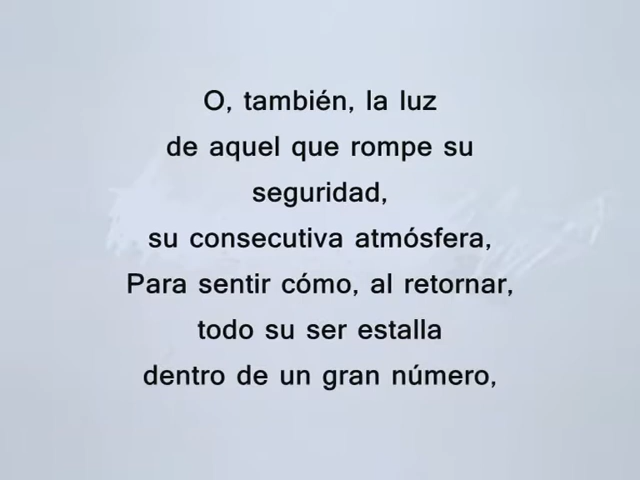 O, también, la luz
de aquel que rompe su
seguridad,
su consecutiva atmósfera,
Para sentir cómo, al retornar,
todo su ser estalla
dentro de un gran número,